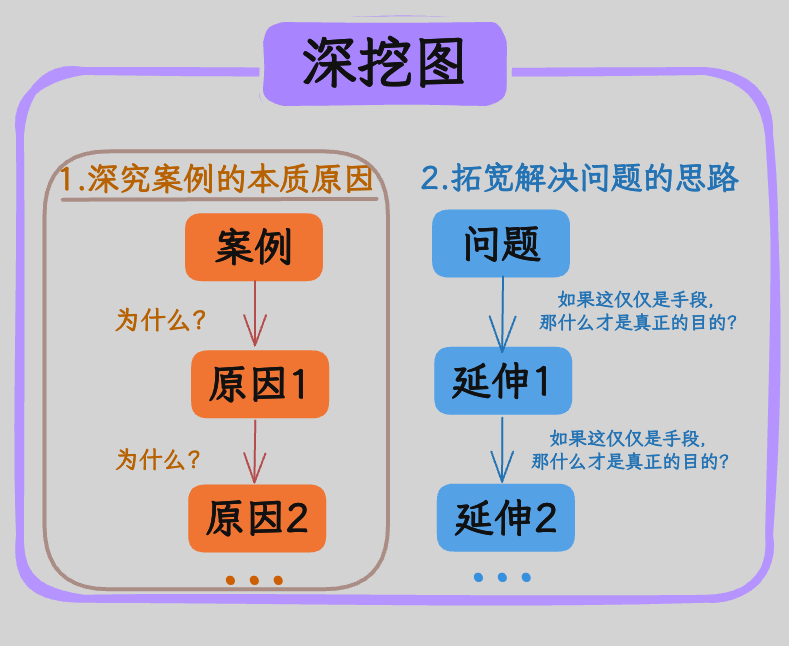 深挖图
1.深究案例的本质原因
案例
为什么?
原因1
为什么?
原因2
2.拓宽解决问题的思路
问题
如果这仅仅是手段,
那什么才是真正的目的?
延伸1
如果这仅仅是手段,
那什么才是真正的目的?
延伸2